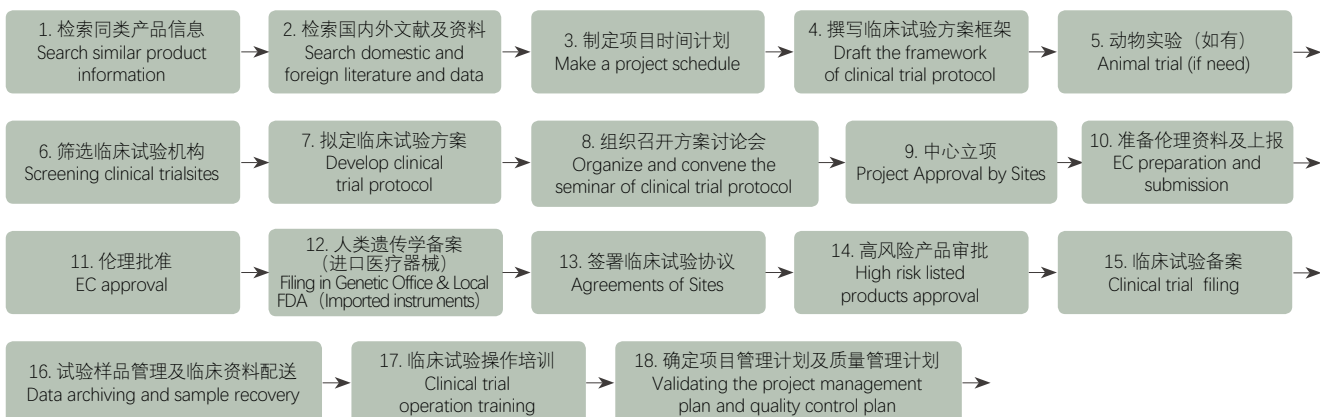 1. 检索同类产品信息
Search similar product
information
2. 检索国内外文献及资料
Search domestic and
foreign literature and data
3. 制定项目时间计划
Make a project schedule
4. 撰写临床试验方案框架
Draft the framework
of clinical trial protocol
5. 动物实验（如有）
Animal trial (if need)
6. 筛选临床试验机构
Screening clinical trialsites
7. 拟定临床试验方案
Develop clinical
trial protocol
8. 组织召开方案讨论会
Organize and convene the
seminar of clinical trial protocol
9. 中心立项
Project Approval by Sites
10. 准备伦理资料及上报
EC preparation and
submission
11. 伦理批准
EC approval
12. 人类遗传学备案
（进口医疗器械）
Filing in Genetic Office & Local
FDA（Imported instruments）
13. 签署临床试验协议
Agreements of Sites
14. 高风险产品审批
High risk listed
products approval
15. 临床试验备案
Clinical trial filing
16. 试验样品管理及临床资料配送
Data archiving and sample recovery
17. 临床试验操作培训
Clinical trial
operation training
18. 确定项目管理计划及质量管理计划
Validating the project management
plan and quality control plan